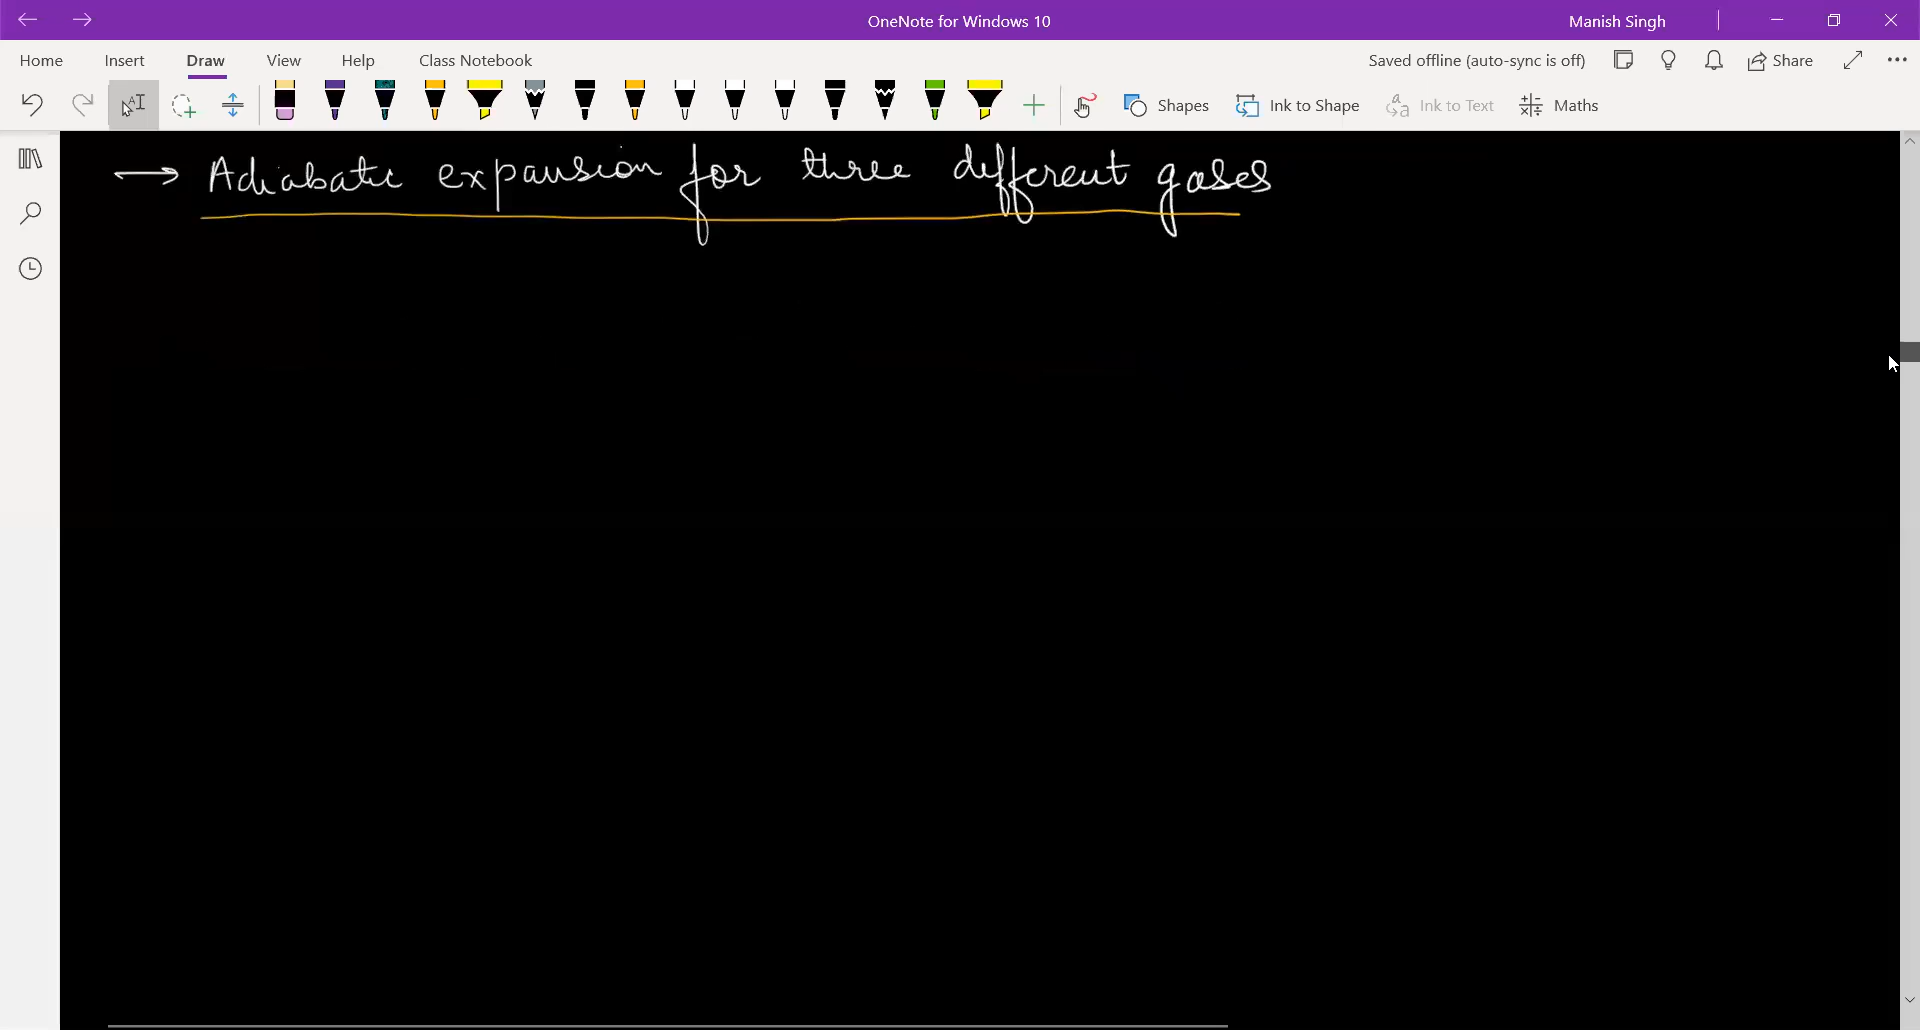 OneNote for Windows 10
Manish Singh
Home Insert Draw View Help Class Notebook
Saved offline (auto-sync is off) Share
Shapes Ink to Shape Ink to Text Maths
→ Adiabatic expansion for three different gases